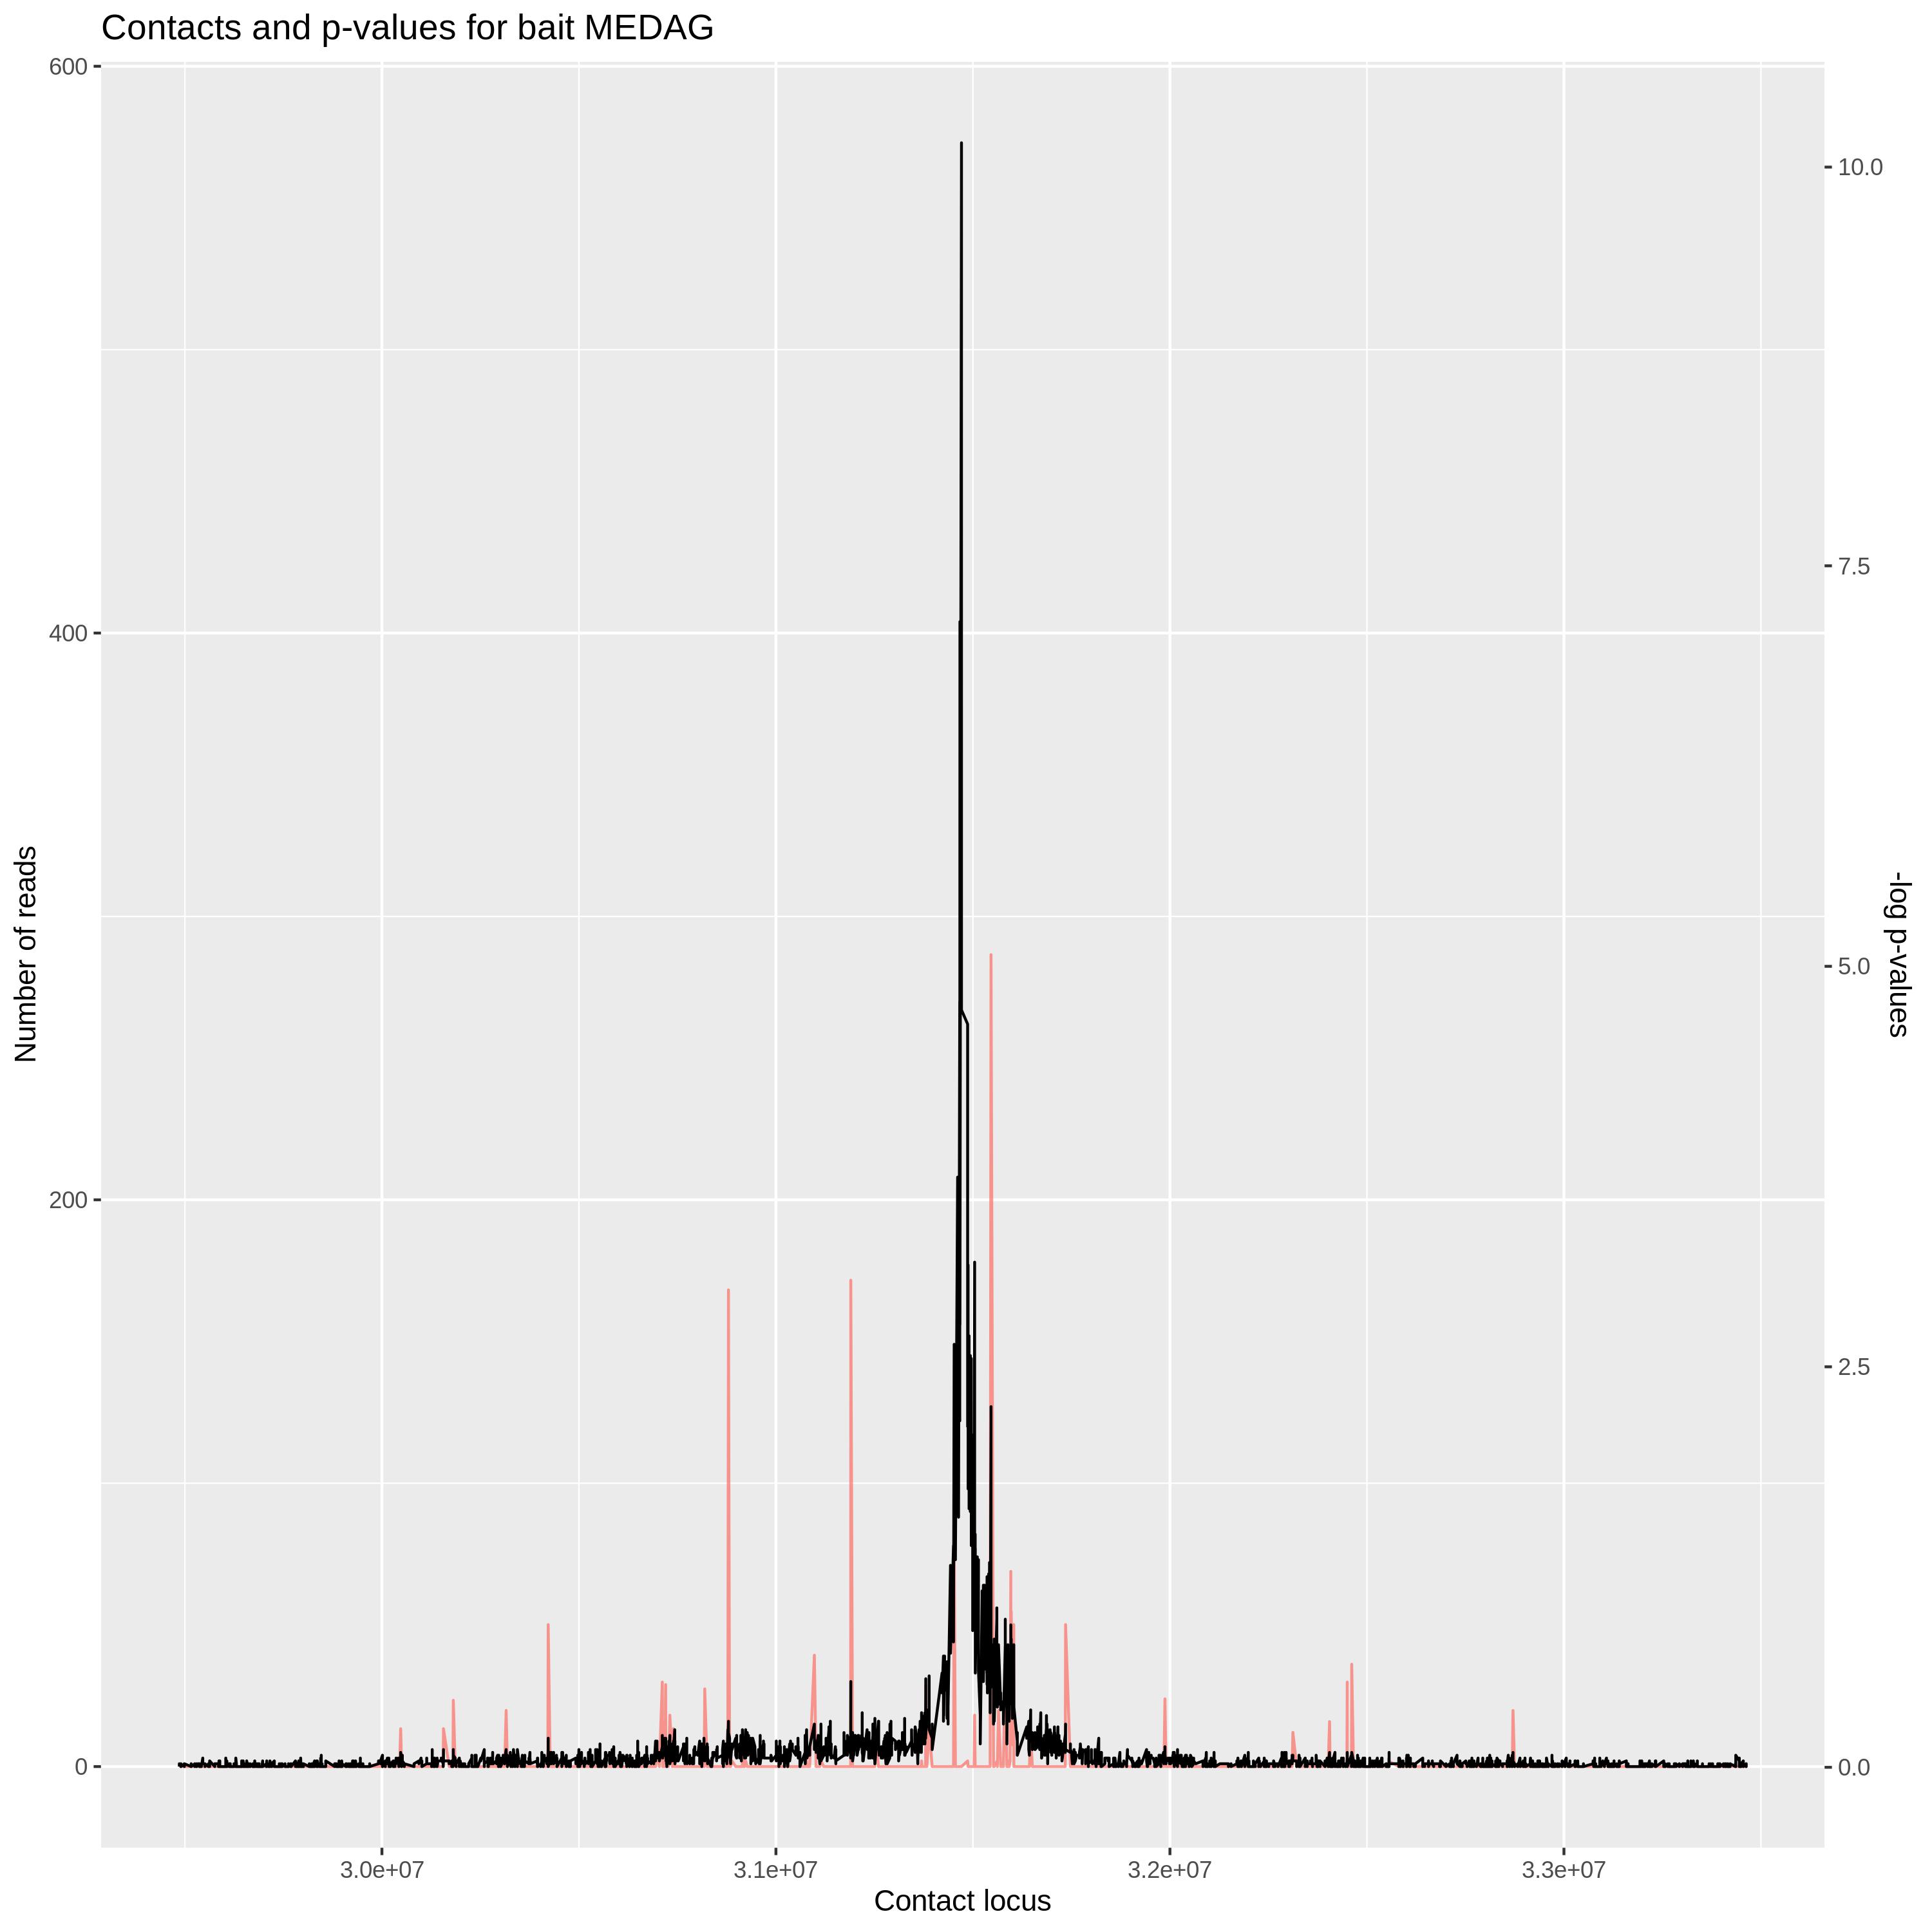 Contacts and p-values for bait MEDAG
600
400
200
0
Number of reads
10.0
7.5
5.0
2.5
0.0
-log p-values
3.0e+07
3.1e+07
3.2e+07
3.3e+07
Contact locus